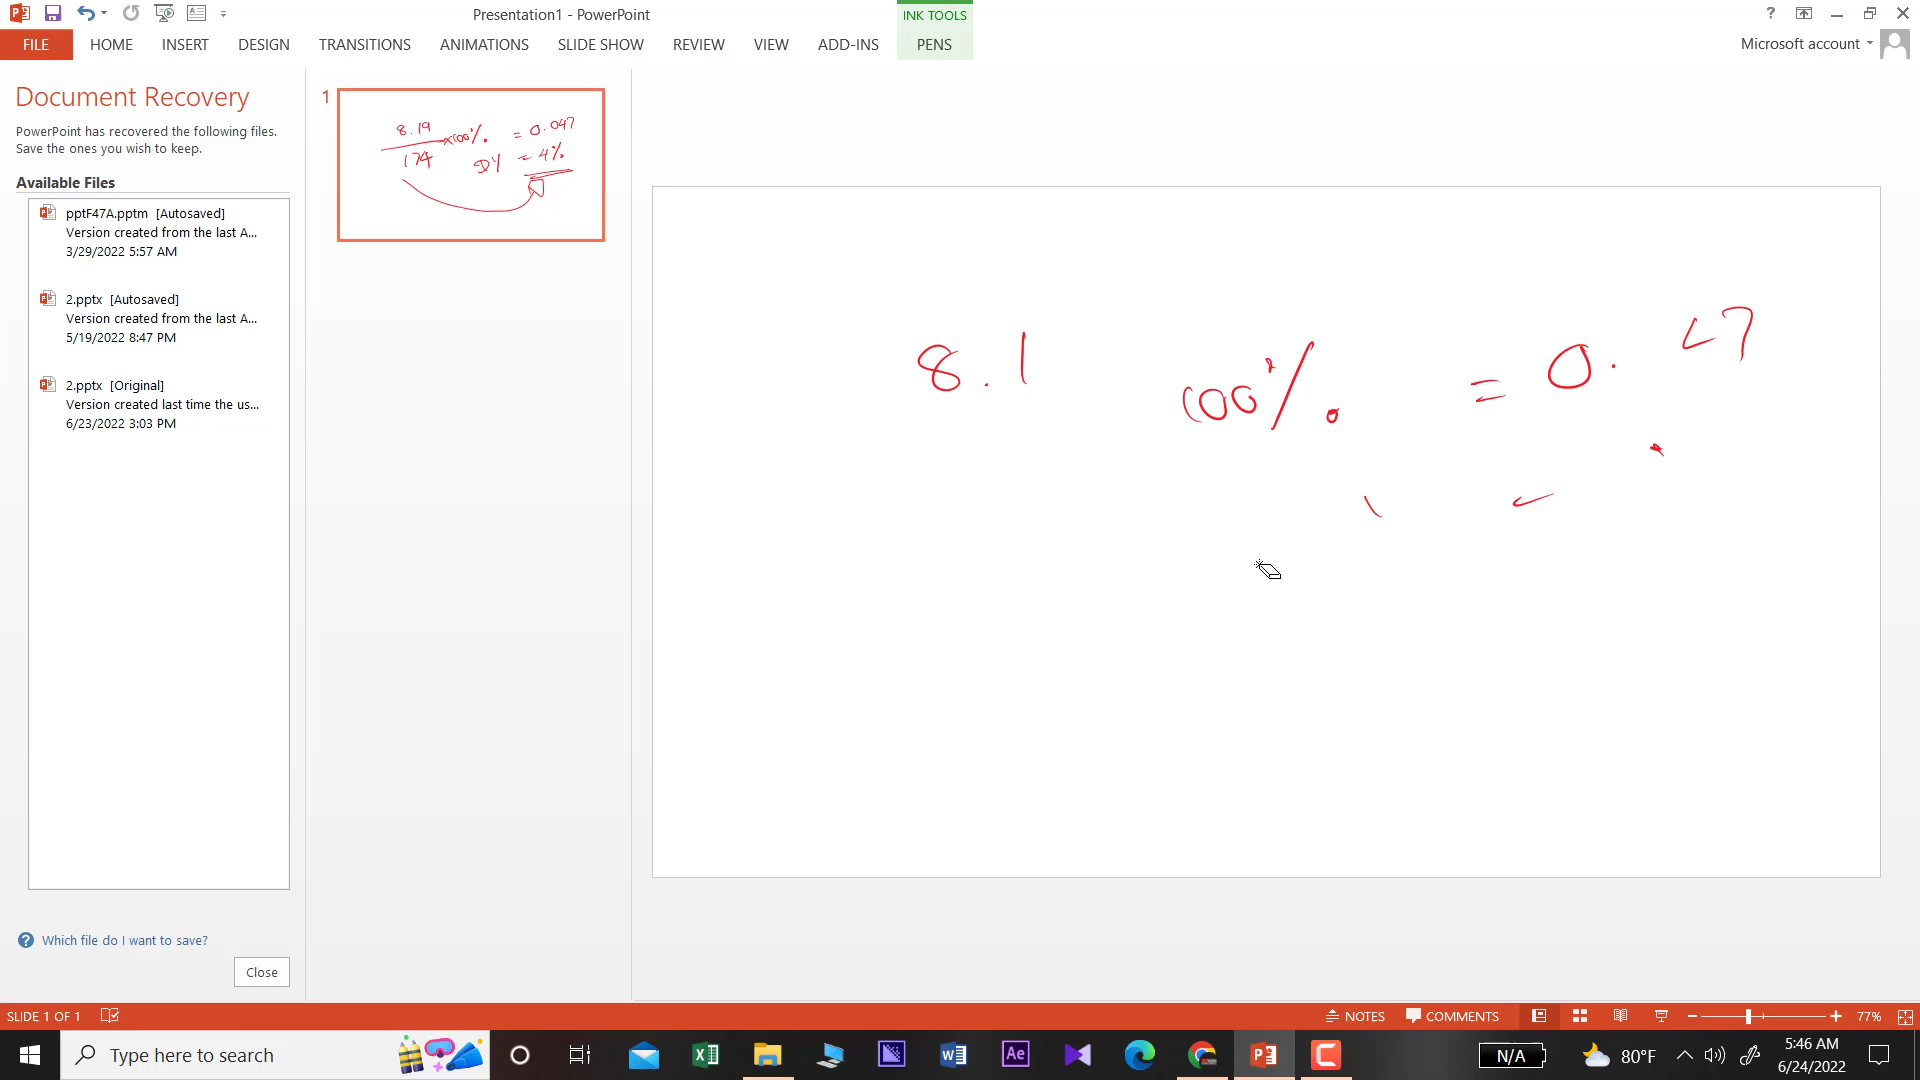 Presentation1 - PowerPoint
INK TOOLS
?
FILE
HOME
INSERT
DESIGN
TRANSITIONS
ANIMATIONS
SLIDE SHOW
REVIEW
VIEW
ADD-INS
PENS
Microsoft account
Document Recovery
PowerPoint has recovered the following files.
Save the ones you wish to keep.
Available Files
pptF47A.pptm [Autosaved]
Version created from the last A...
3/29/2022 5:57 AM
2.pptx [Autosaved]
Version created from the last A...
5/19/2022 8:47 PM
2.pptx [Original]
Version created last time the us...
6/23/2022 3:03 PM
Which file do I want to save?
Close
1
8.19 ×100% = 0.047
174 DY = 4%
8.1 100% = 0. 7
SLIDE 1 OF 1
NOTES
COMMENTS
77%
Type here to search
N/A
80°F
5:46 AM
6/24/2022